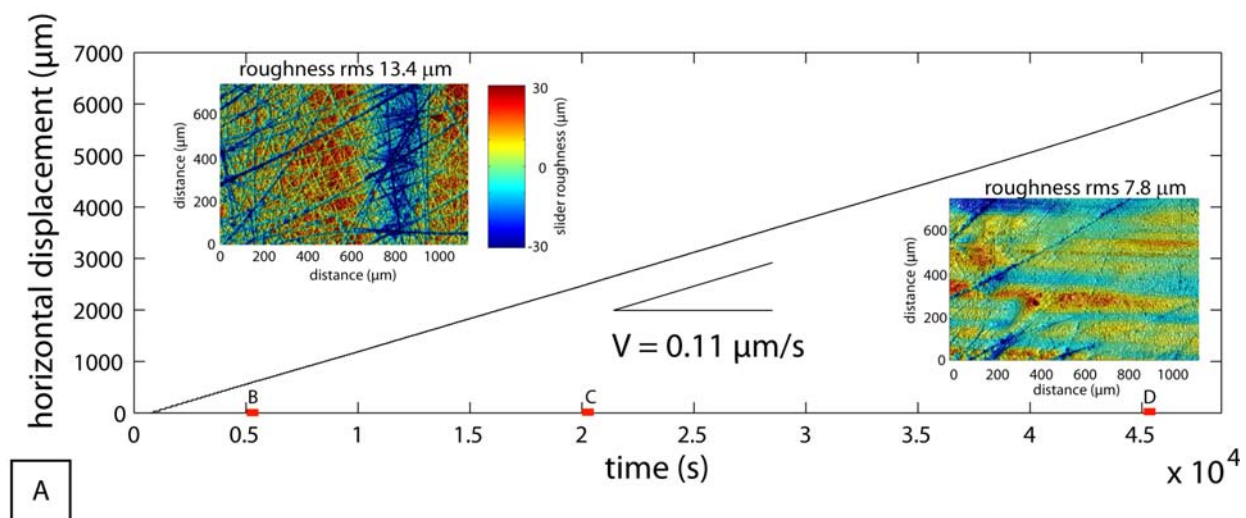 horizontal displacement (μm)
7000
6000
5000
4000
3000
2000
1000
0
roughness rms 13.4 μm
distance (μm)
600
400
200
0
0 200 400 600 800 1000
distance (μm)
30
0
-30
slider roughness (μm)
roughness rms 7.8 μm
distance (μm)
600
400
200
0
0 200 400 600 800 1000
distance (μm)
V = 0.11 μm/s
B
C
D
0 0.5 1 1.5 2 2.5 3 3.5 4 4.5
time (s)
x 10⁴
A